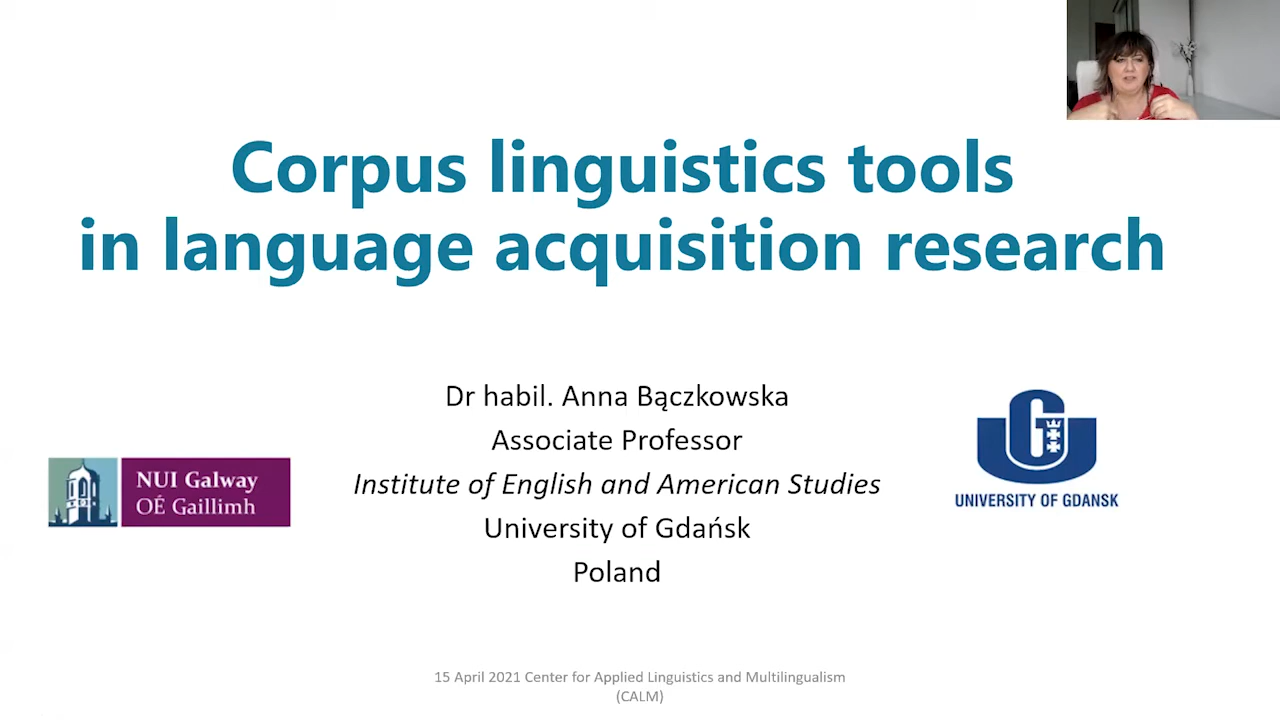 Corpus linguistics tools
in language acquisition research
Dr habil. Anna Bączkowska
Associate Professor
Institute of English and American Studies
University of Gdańsk
Poland
NUI Galway
OÉ Gaillimh
G
UNIVERSITY OF GDAŃSK
15 April 2021 Center for Applied Linguistics and Multilingualism
(CALM)